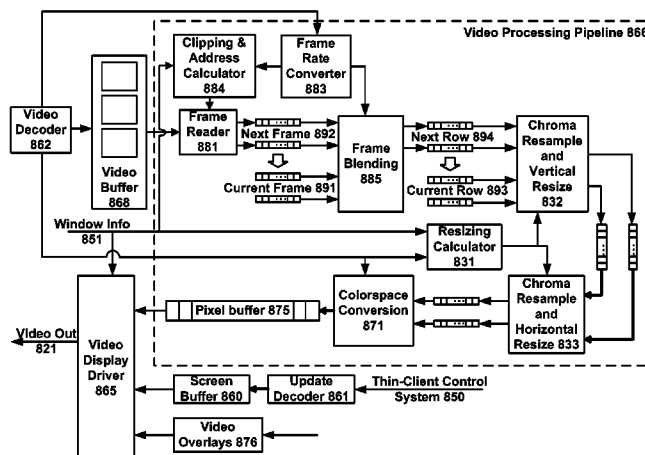 Video Processing Pipeline 866
Clipping &
Address
Calculator
884
Frame
Rate
Converter
883
Video
Decoder
862
Video
Buffer
868
Frame
Reader
881
Next Frame 892
Current Frame 891
Frame
Blending
885
Next Row 894
Current Row 893
Chroma
Resample
and
Vertical
Resize
832
Window Info
851
Resizing
Calculator
831
Pixel buffer 875
Colorspace
Conversion
871
Chroma
Resample
and
Horizontal
Resize 833
Video Out
821
Video
Display
Driver
865
Screen
Buffer 860
Update
Decoder 861
Thin-Client Control
System 850
Video
Overlays 876